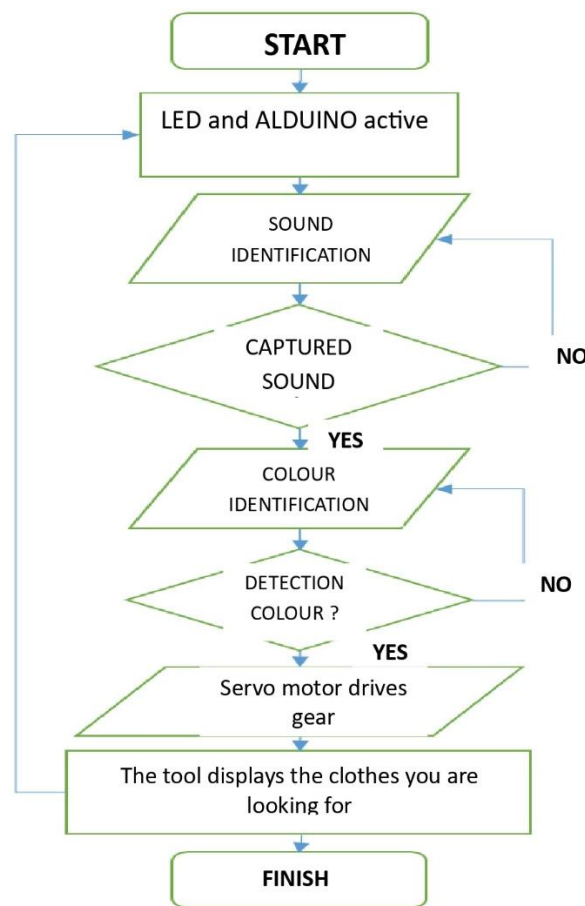 START
LED and ALDUINO active
SOUND
IDENTIFICATION
CAPTURED
SOUND
NO
YES
COLOUR
IDENTIFICATION
DETECTION
COLOUR ?
NO
YES
Servo motor drives
gear
The tool displays the clothes you are
looking for
FINISH